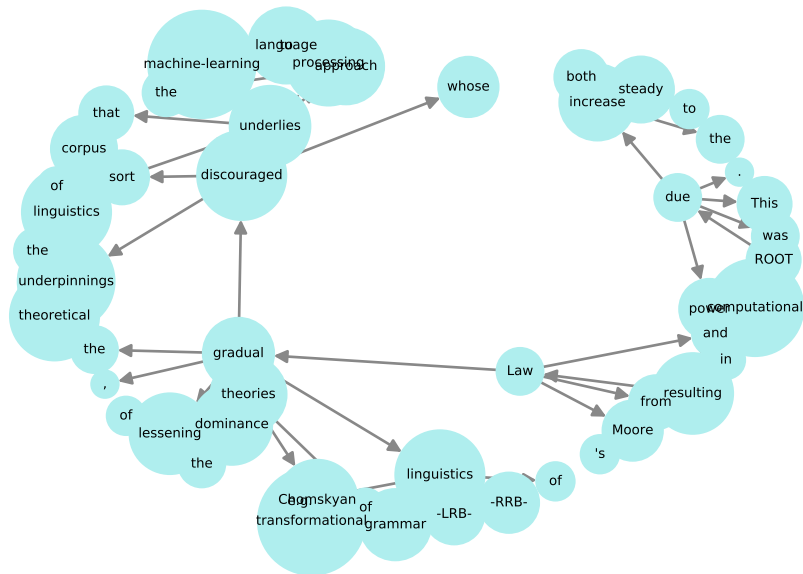 language
to
processing
approach
machine-learning
the
whose
both
steady
increase
to
the
that
underlies
corpus
sort
discouraged
.
of
due
This
linguistics
was
the
ROOT
underpinnings
theoretical
power
computational
and
the
gradual
in
,
Law
theories
resulting
from
of
dominance
lessening
Moore
the
's
linguistics
of
Chomskyan
e.g.
of
-LRB-
-RRB-
transformational
grammar